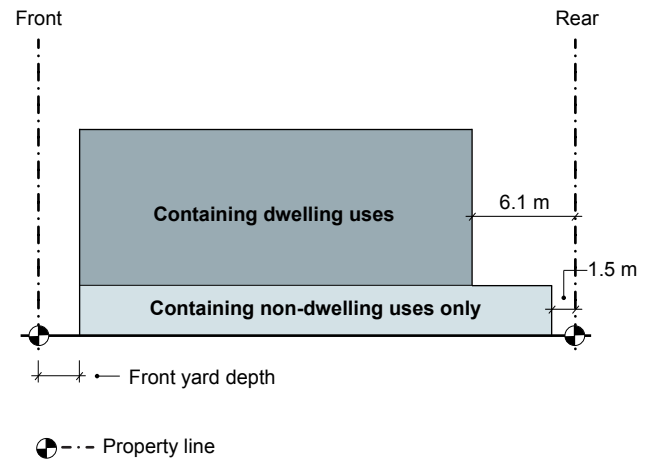 Front
Rear
Containing dwelling uses
6.1 m
1.5 m
Containing non-dwelling uses only
Front yard depth
Property line